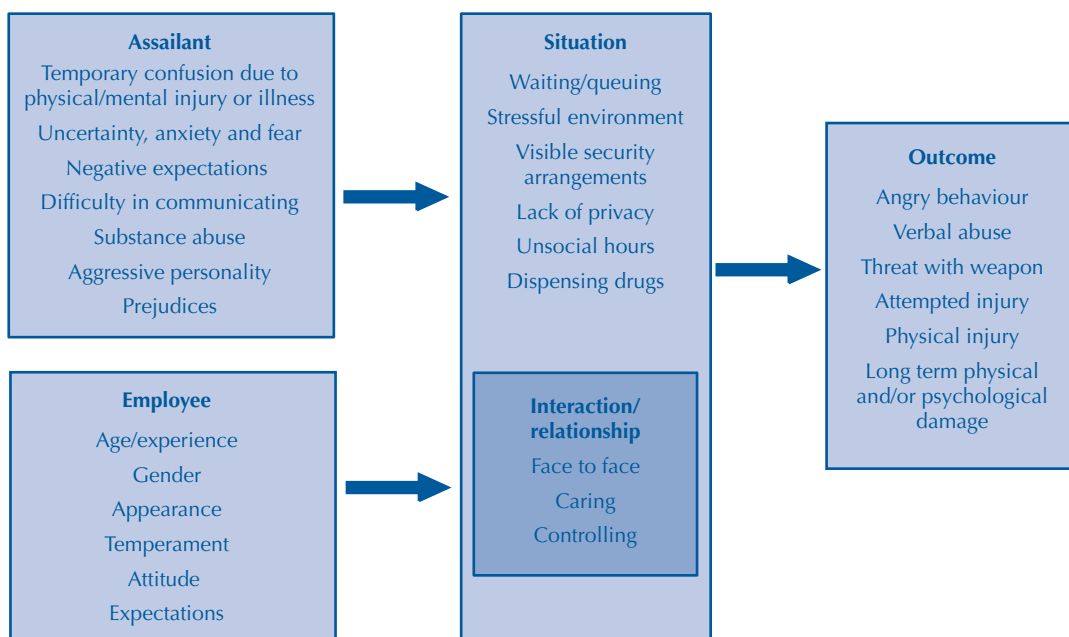 Assailant
Temporary confusion due to
physical/mental injury or illness
Uncertainty, anxiety and fear
Negative expectations
Difficulty in communicating
Substance abuse
Aggressive personality
Prejudices
Employee
Age/experience
Gender
Appearance
Temperament
Attitude
Expectations
Situation
Waiting/queuing
Stressful environment
Visible security
arrangements
Lack of privacy
Unsocial hours
Dispensing drugs
Interaction/
relationship
Face to face
Caring
Controlling
Outcome
Angry behaviour
Verbal abuse
Threat with weapon
Attempted injury
Physical injury
Long term physical
and/or psychological
damage